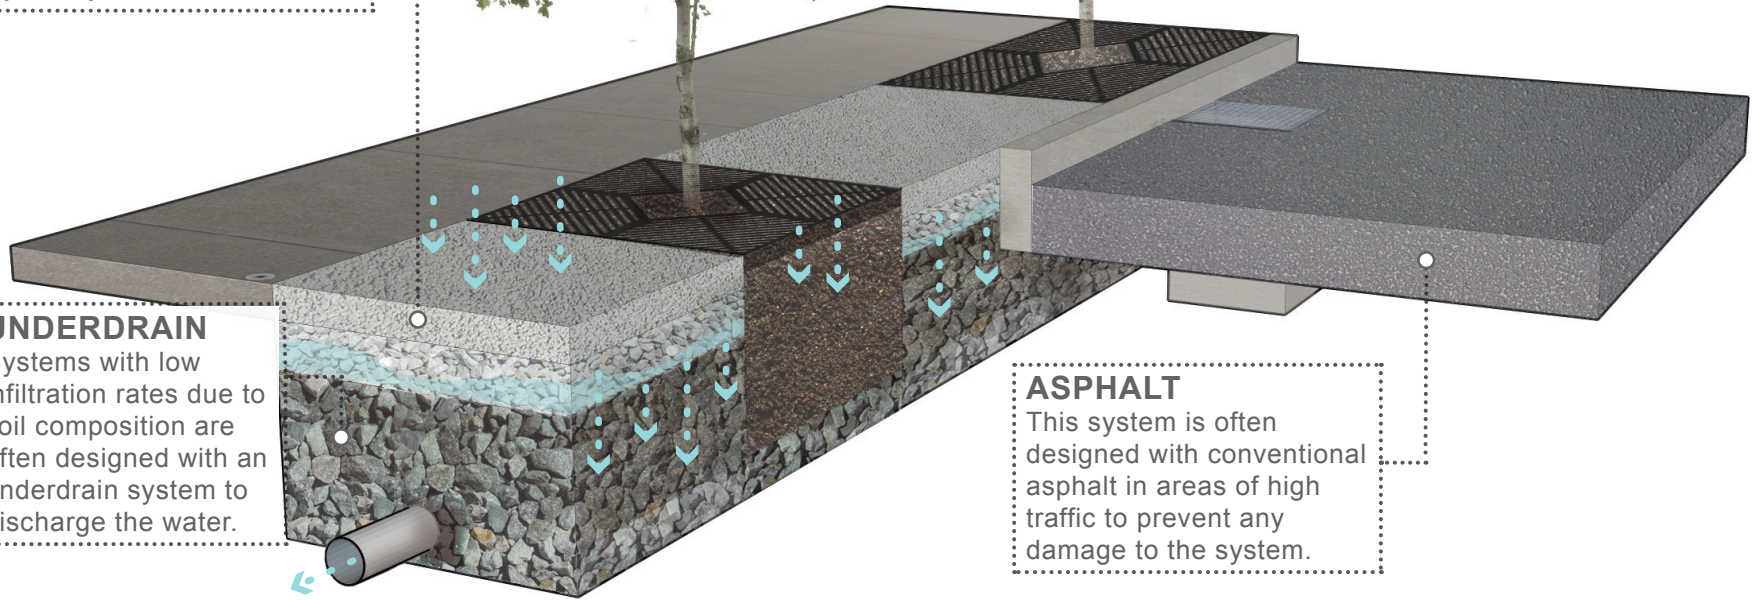 UNDERDRAIN
systems with low
nfiltration rates due to
oil composition are
ften designed with an
nderdrain system to
ischarge the water.
ASPHALT
This system is often
designed with conventional
asphalt in areas of high
traffic to prevent any
damage to the system.